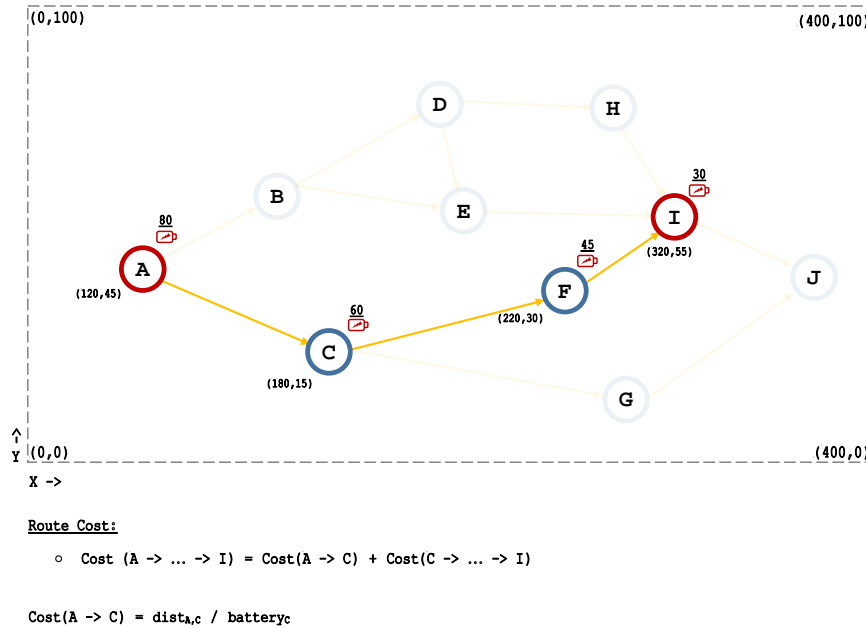 (0,100)
(400,100)
D
H
B
E
30
I
(320,55)
80
A
(120,45)
45
F
(220,30)
J
60
C
(180,15)
G
^
Y
(0,0)
(400,0)
X ->
Route Cost:
o Cost (A -> ... -> I) = Cost(A -> C) + Cost(C -> ... -> I)
Cost(A -> C) = distA,C / batteryC